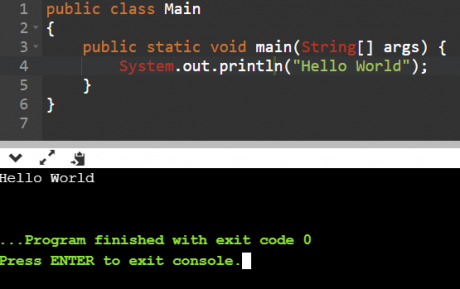 1 public class Main
2 {
3     public static void main(String[] args) {
4         System.out.println("Hello World");
5     }
6 }
7
Hello World
...Program finished with exit code 0
Press ENTER to exit console.